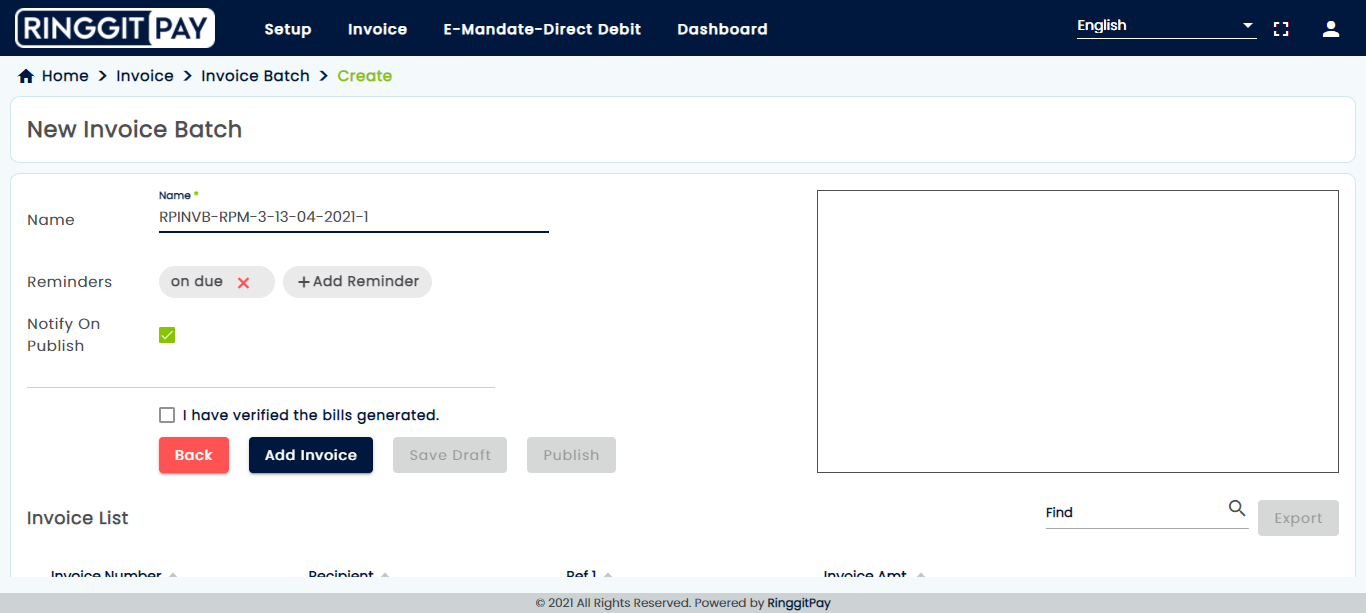 RINGGIT PAY Setup Invoice E-Mandate-Direct Debit Dashboard English
Home > Invoice > Invoice Batch > Create
New Invoice Batch
Name *
Name RPINVB-RPM-3-13-04-2021-1
Reminders on due + Add Reminder
Notify On
Publish
I have verified the bills generated.
Back Add Invoice Save Draft Publish
Invoice List Find Export
Invoice Number Recipient Ref 1 Invoice Amt
© 2021 All Rights Reserved. Powered by RinggitPay